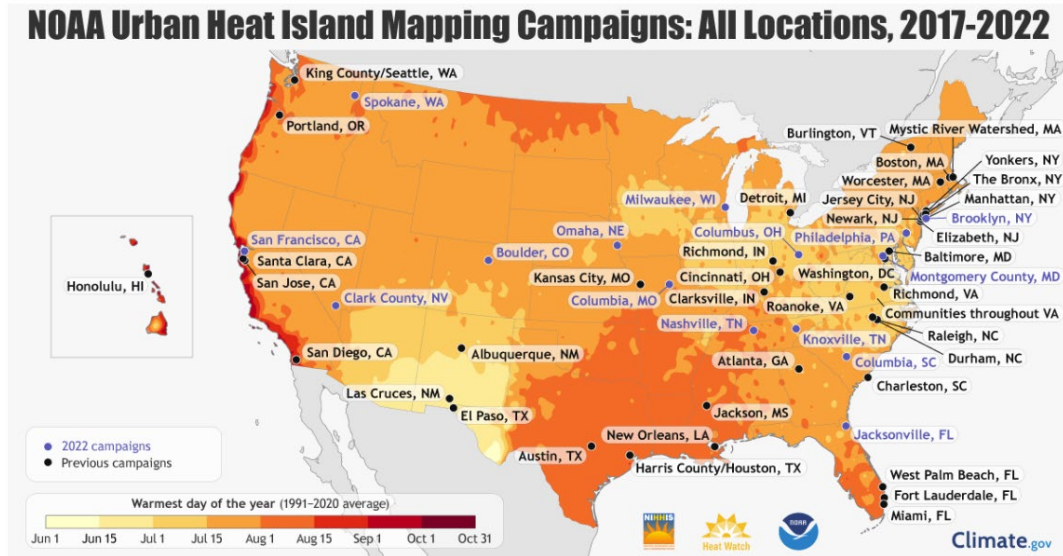 NOAA Urban Heat Island Mapping Campaigns: All Locations, 2017-2022
King County/Seattle, WA
Spokane, WA
Portland, OR
Burlington, VT
Mystic River Watershed, MA
Boston, MA
Yonkers, NY
Worcester, MA
The Bronx, NY
Milwaukee, WI
Detroit, MI
Jersey City, NJ
Manhattan, NY
Newark, NJ
Brooklyn, NY
Omaha, NE
Columbus, OH
Philadelphia, PA
Elizabeth, NJ
San Francisco, CA
Boulder, CO
Richmond, IN
Baltimore, MD
Santa Clara, CA
Kansas City, MO
Cincinnati, OH
Washington, DC
Montgomery County, MD
San Jose, CA
Honolulu, HI
Clark County, NV
Columbia, MO
Clarksville, IN
Roanoke, VA
Richmond, VA
Communities throughout VA
Nashville, TN
Knoxville, TN
Raleigh, NC
San Diego, CA
Albuquerque, NM
Atlanta, GA
Columbia, SC
Durham, NC
Las Cruces, NM
Charleston, SC
El Paso, TX
Jackson, MS
New Orleans, LA
Jacksonville, FL
Austin, TX
Harris County/Houston, TX
2022 campaigns
Previous campaigns
West Palm Beach, FL
Fort Lauderdale, FL
Miami, FL
Warmest day of the year (1991–2020 average)
Jun 1 Jun 15 Jul 1 Jul 15 Aug 1 Aug 15 Sep 1 Oct 1 Oct 31
NIHHIS
Heat Watch
NOAA
Climate.gov